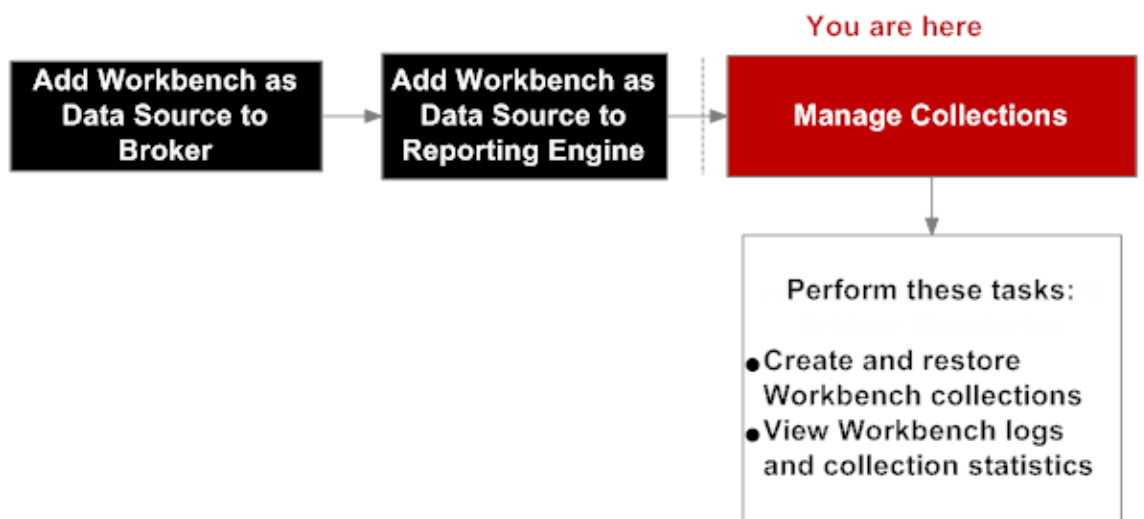 You are here
Add Workbench as
Data Source to
Broker
Add Workbench as
Data Source to
Reporting Engine
Manage Collections
Perform these tasks:
●Create and restore
Workbench collections
●View Workbench logs
and collection statistics